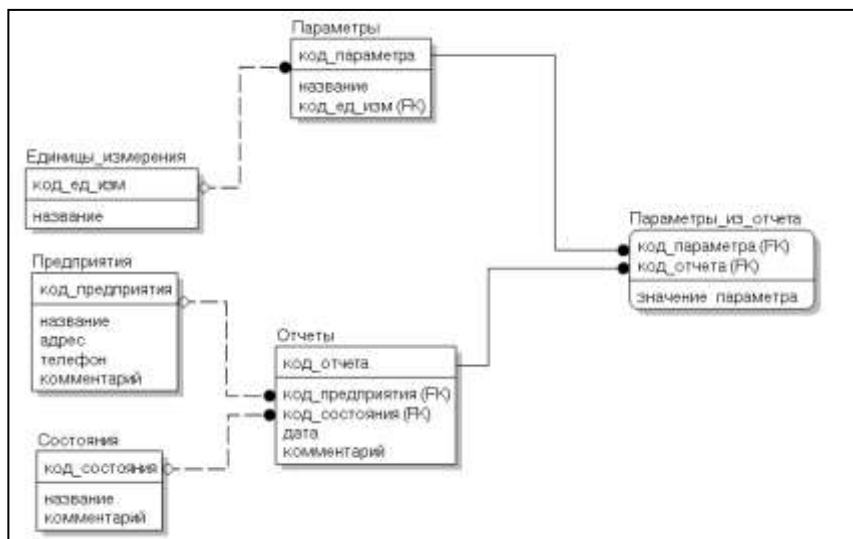 Параметры
код_параметра
название
код_ед_изм (FK)
Единицы_измерения
код_ед_изм
название
Предприятия
код_предприятия
название
адрес
телефон
комментарий
Состояния
код_состояния
название
комментарий
Отчеты
код_отчета
код_предприятия (FK)
код_состояния (FK)
дата
комментарий
Параметры_из_отчета
код_параметра (FK)
код_отчета (FK)
значение_параметра